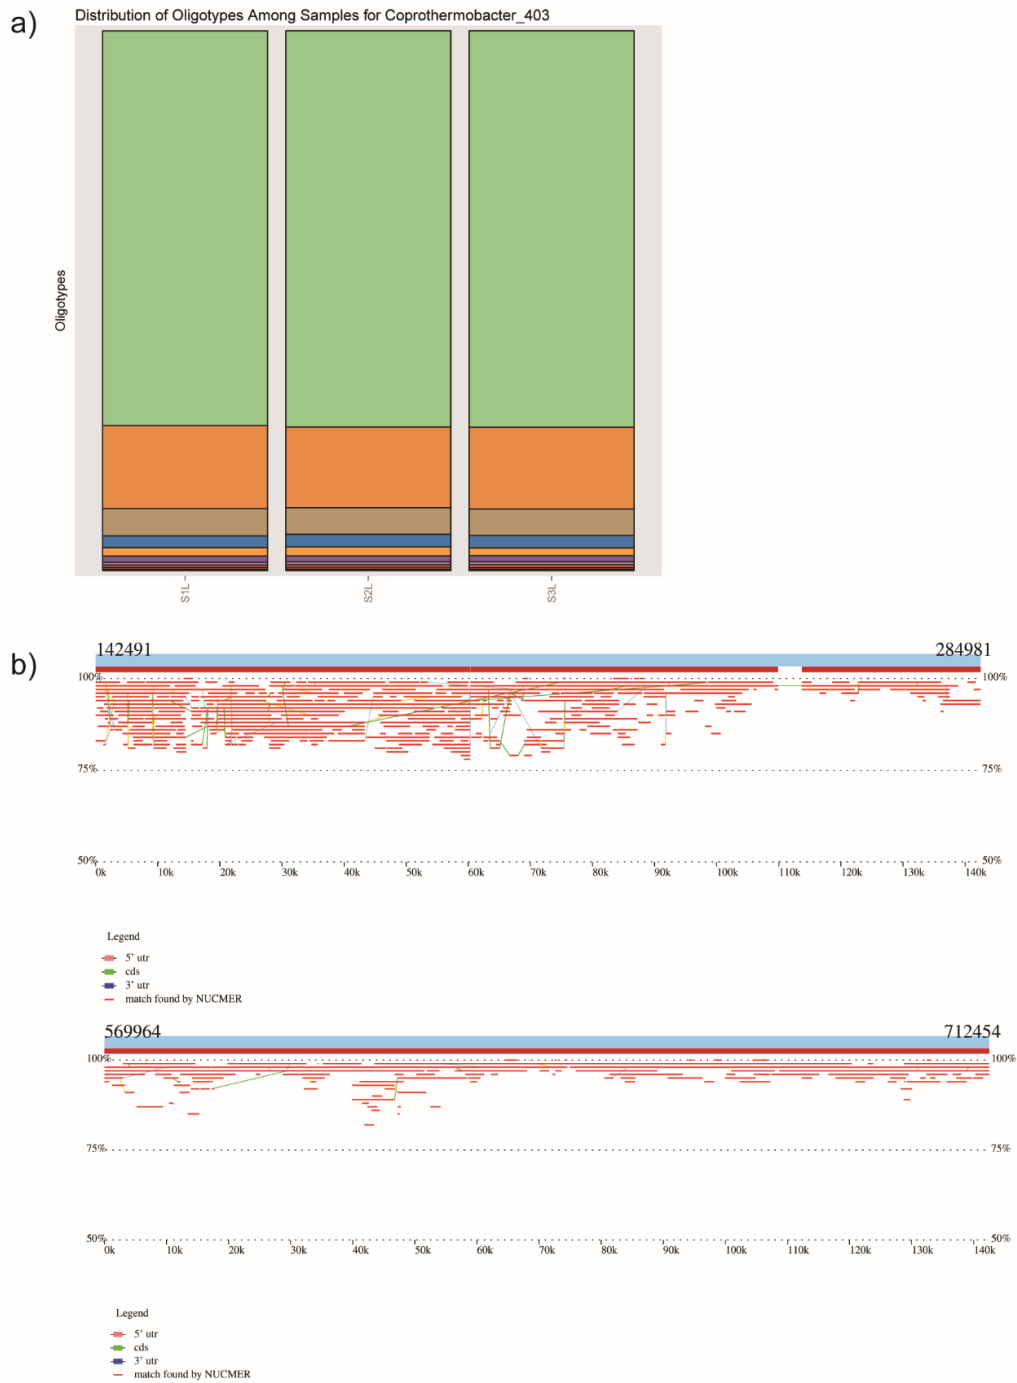 a)
Distribution of Oligotypes Among Samples for Coprothermobacter_403
Oligotypes
S1L
S2L
S3L
b)
142491 284981
100% 100%
75% 75%
50% 50%
0k 10k 20k 30k 40k 50k 60k 70k 80k 90k 100k 110k 120k 130k 140k
Legend
5' utr
cds
3' utr
match found by NUCMER
569964 712454
100% 100%
75% 75%
50% 50%
0k 10k 20k 30k 40k 50k 60k 70k 80k 90k 100k 110k 120k 130k 140k
Legend
5' utr
cds
3' utr
match found by NUCMER